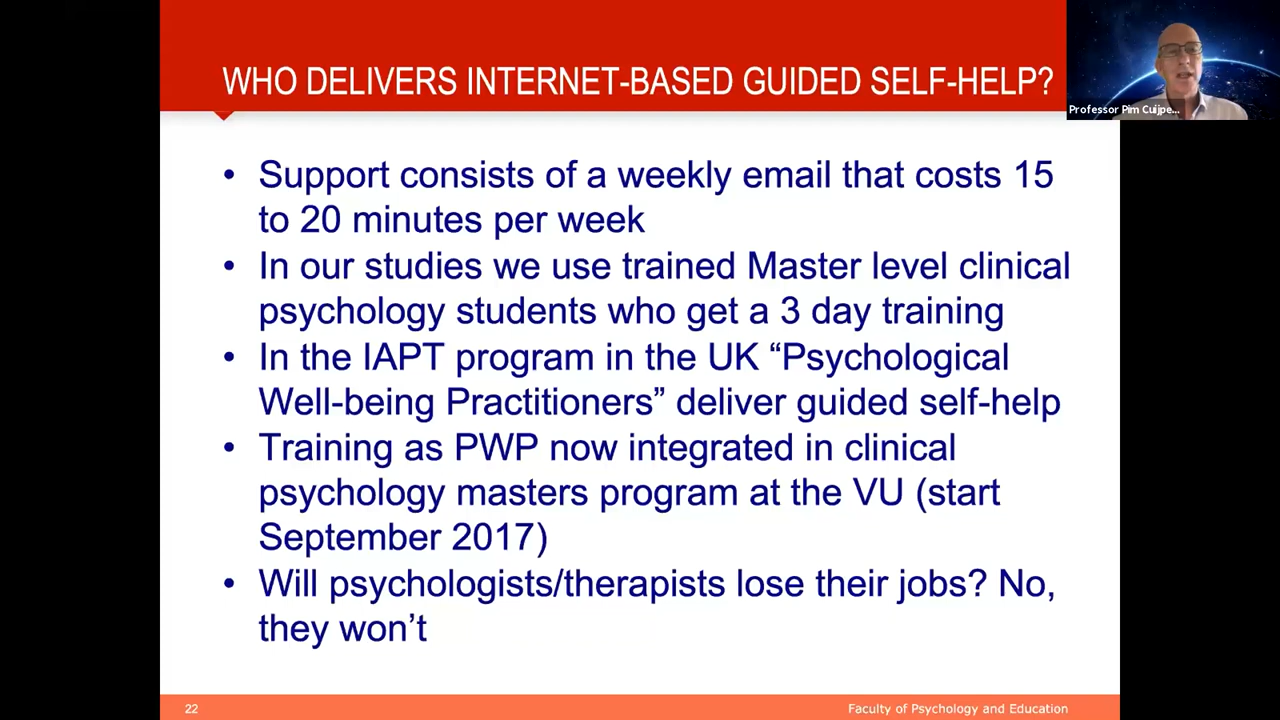 WHO DELIVERS INTERNET-BASED GUIDED SELF-HELP?
Professor Pim Cuijpe...
• Support consists of a weekly email that costs 15
to 20 minutes per week
• In our studies we use trained Master level clinical
psychology students who get a 3 day training
• In the IAPT program in the UK “Psychological
Well-being Practitioners” deliver guided self-help
• Training as PWP now integrated in clinical
psychology masters program at the VU (start
September 2017)
• Will psychologists/therapists lose their jobs? No,
they won’t
22
Faculty of Psychology and Education